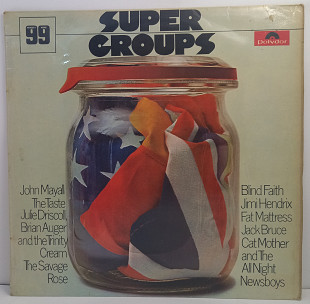 99
SUPER
GROUPS
Polydor
John Mayall
The Taste
Julie Driscoll,
Brian Auger
and the Trinity
Cream
The Savage
Rose
Blind Faith
Jimi Hendrix
Fat Mattress
Jack Bruce
Cat Mother
and The
All Night
Newsboys